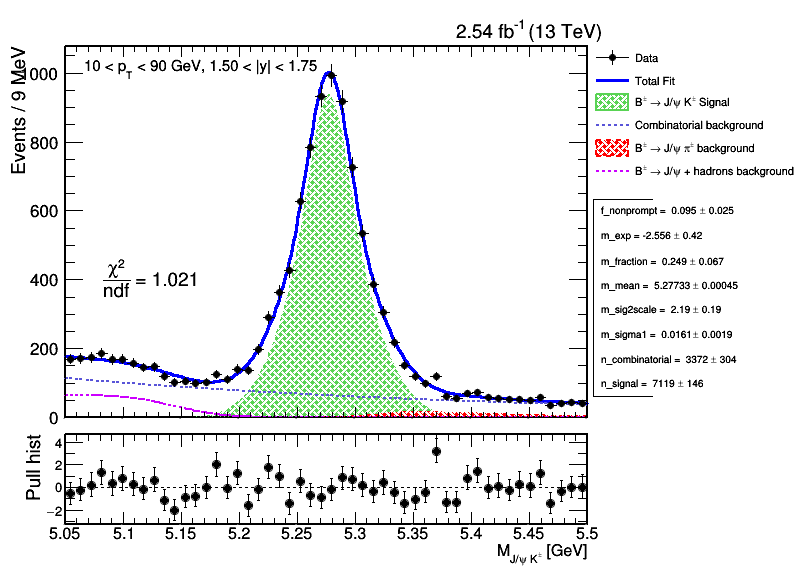 2.54 fb⁻¹ (13 TeV)
Events / 9 MeV
10 < p_T < 90 GeV, 1.50 < |y| < 1.75
1000
800
600
400
200
0
χ²/ndf = 1.021
Data
Total Fit
B± → J/ψ K± Signal
Combinatorial background
B± → J/ψ π± background
B± → J/ψ + hadrons background
f_nonprompt = 0.095 ± 0.025
m_exp = -2.556 ± 0.42
m_fraction = 0.249 ± 0.067
m_mean = 5.27733 ± 0.00045
m_sig2scale = 2.19 ± 0.19
m_sigma1 = 0.0161 ± 0.0019
n_combinatorial = 3372 ± 304
n_signal = 7119 ± 146
Pull hist
4
2
0
−2
5.05 5.1 5.15 5.2 5.25 5.3 5.35 5.4 5.45 5.5
M_J/ψ K± [GeV]